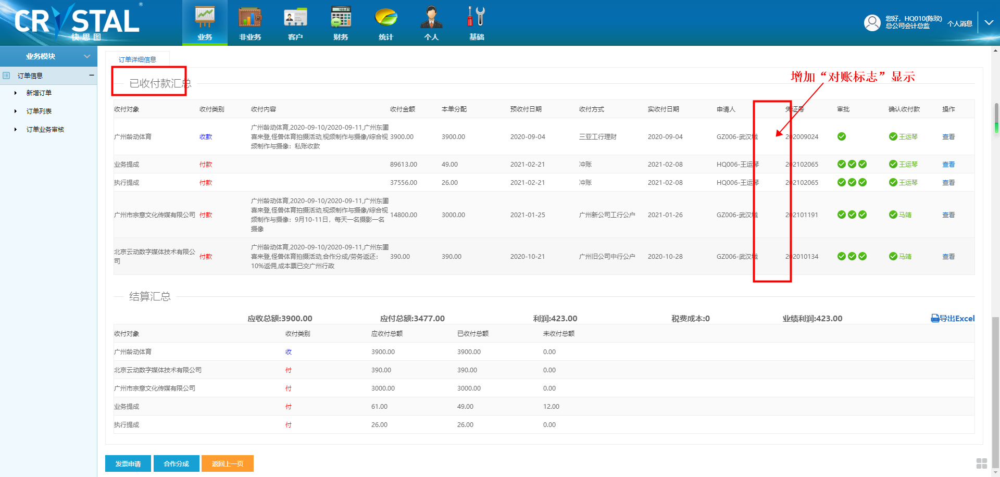 CRYSTAL®
快思图
业务
非业务
客户
财务
统计
个人
基础
您好，HQ010(陈玟)
总公司会计总监
个人消息
业务模块
订单信息
新增订单
订单列表
订单业务审核
订单详细信息
已收付款汇总
增加“对账标志”显示
收付对象 收付类别 收付内容 收付金额 本单分配 预收付日期 收付方式 实收付日期 申请人 凭证号 审批 确认收付款 操作
广州龄动体育,2020-09-10/2020-09-11,广州东圃
广州龄动体育 收款 喜来登,怪兽体育拍摄活动,视频制作与摄像/综合视 3900.00 3900.00 2020-09-04 三亚工行理财 2020-09-04 GZ006-武汉城 202009024 王运琴 查看
频制作与摄像：私账收款
业务提成 付款 89613.00 49.00 2021-02-21 冲账 2021-02-08 HQ006-王运琴 202102065 王运琴 查看
执行提成 付款 37556.00 26.00 2021-02-21 冲账 2021-02-08 HQ006-王运琴 202102065 王运琴 查看
广州龄动体育,2020-09-10/2020-09-11,广州东圃
喜来登,怪兽体育拍摄活动,视频制作与摄像/综合视
广州市宗意文化传媒有限公司 付款 14800.00 3000.00 2021-01-25 广州新公司工行公户 2021-01-26 GZ006-武汉城 202101191 马靖 查看
频制作与摄像：9月10-11日，每天一名摄影一名
摄像
广州龄动体育,2020-09-10/2020-09-11,广州东圃
北京云动数字媒体技术有限公
司 付款 喜来登,怪兽体育拍摄活动,合作分成/劳务返还： 390.00 390.00 2020-10-21 广州旧公司中行公户 2020-10-28 GZ006-武汉城 202010134 马靖 查看
10%返佣,成本票已交广州行政
结算汇总
应收总额:3900.00 应付总额:3477.00 利润:423.00 税费成本:0 业绩利润:423.00 导出Excel
收付对象 收付类别 应收付总额 已收付总额 未收付总额
广州龄动体育 收 3900.00 3900.00 0.00
北京云动数字媒体技术有限公司 付 390.00 390.00 0.00
广州市宗意文化传媒有限公司 付 3000.00 3000.00 0.00
业务提成 付 61.00 49.00 12.00
执行提成 付 26.00 26.00 0.00
发票申请 合作分成 返回上一页